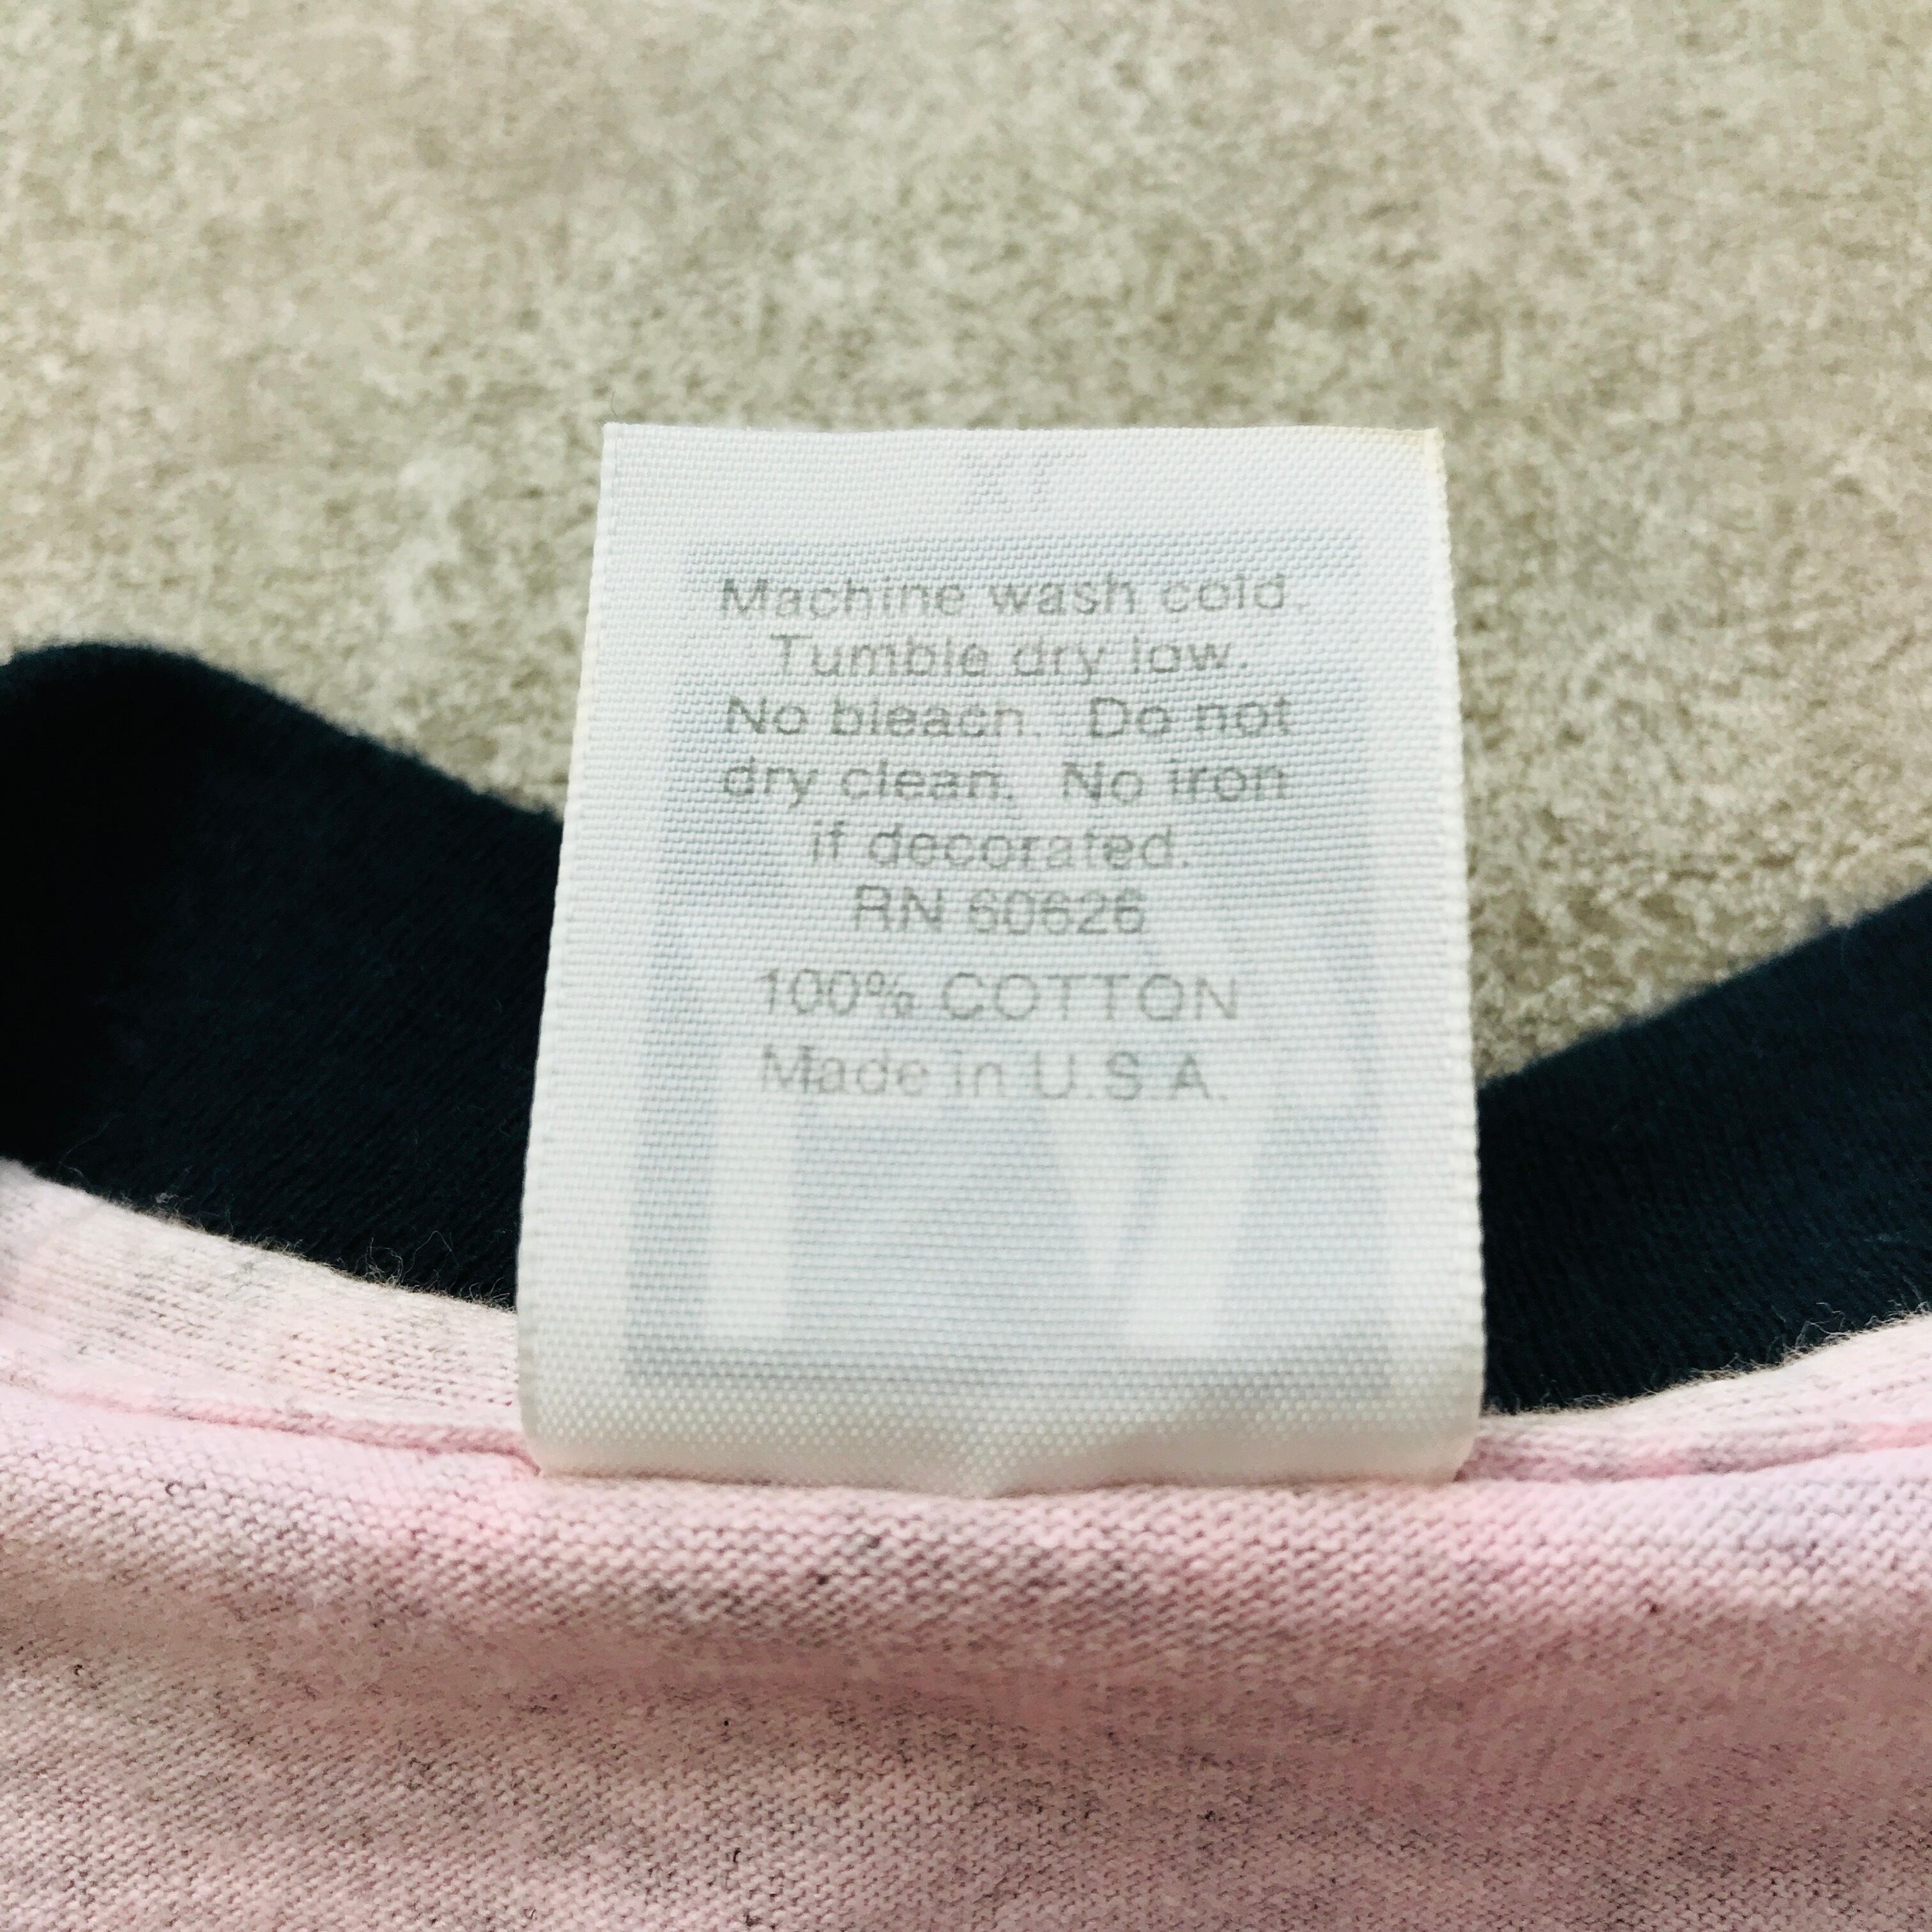 Machine wash cold.
Tumble dry low.
No bleach. Do not
dry clean. No iron
if decorated.
RN 60626
100% COTTON
Made in U.S.A.